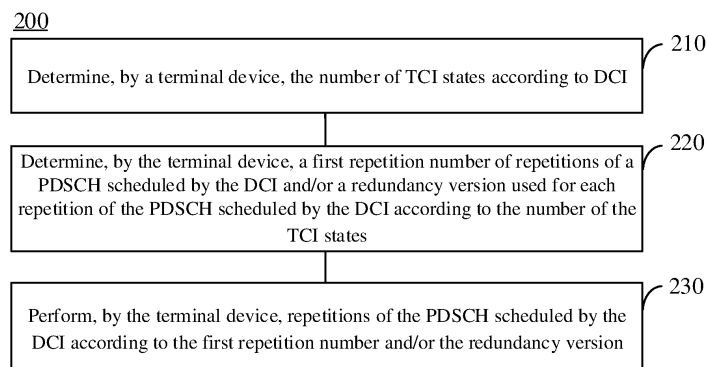 200
210
Determine, by a terminal device, the number of TCI states according to DCI
220
Determine, by the terminal device, a first repetition number of repetitions of a
PDSCH scheduled by the DCI and/or a redundancy version used for each
repetition of the PDSCH scheduled by the DCI according to the number of the
TCI states
230
Perform, by the terminal device, repetitions of the PDSCH scheduled by the
DCI according to the first repetition number and/or the redundancy version